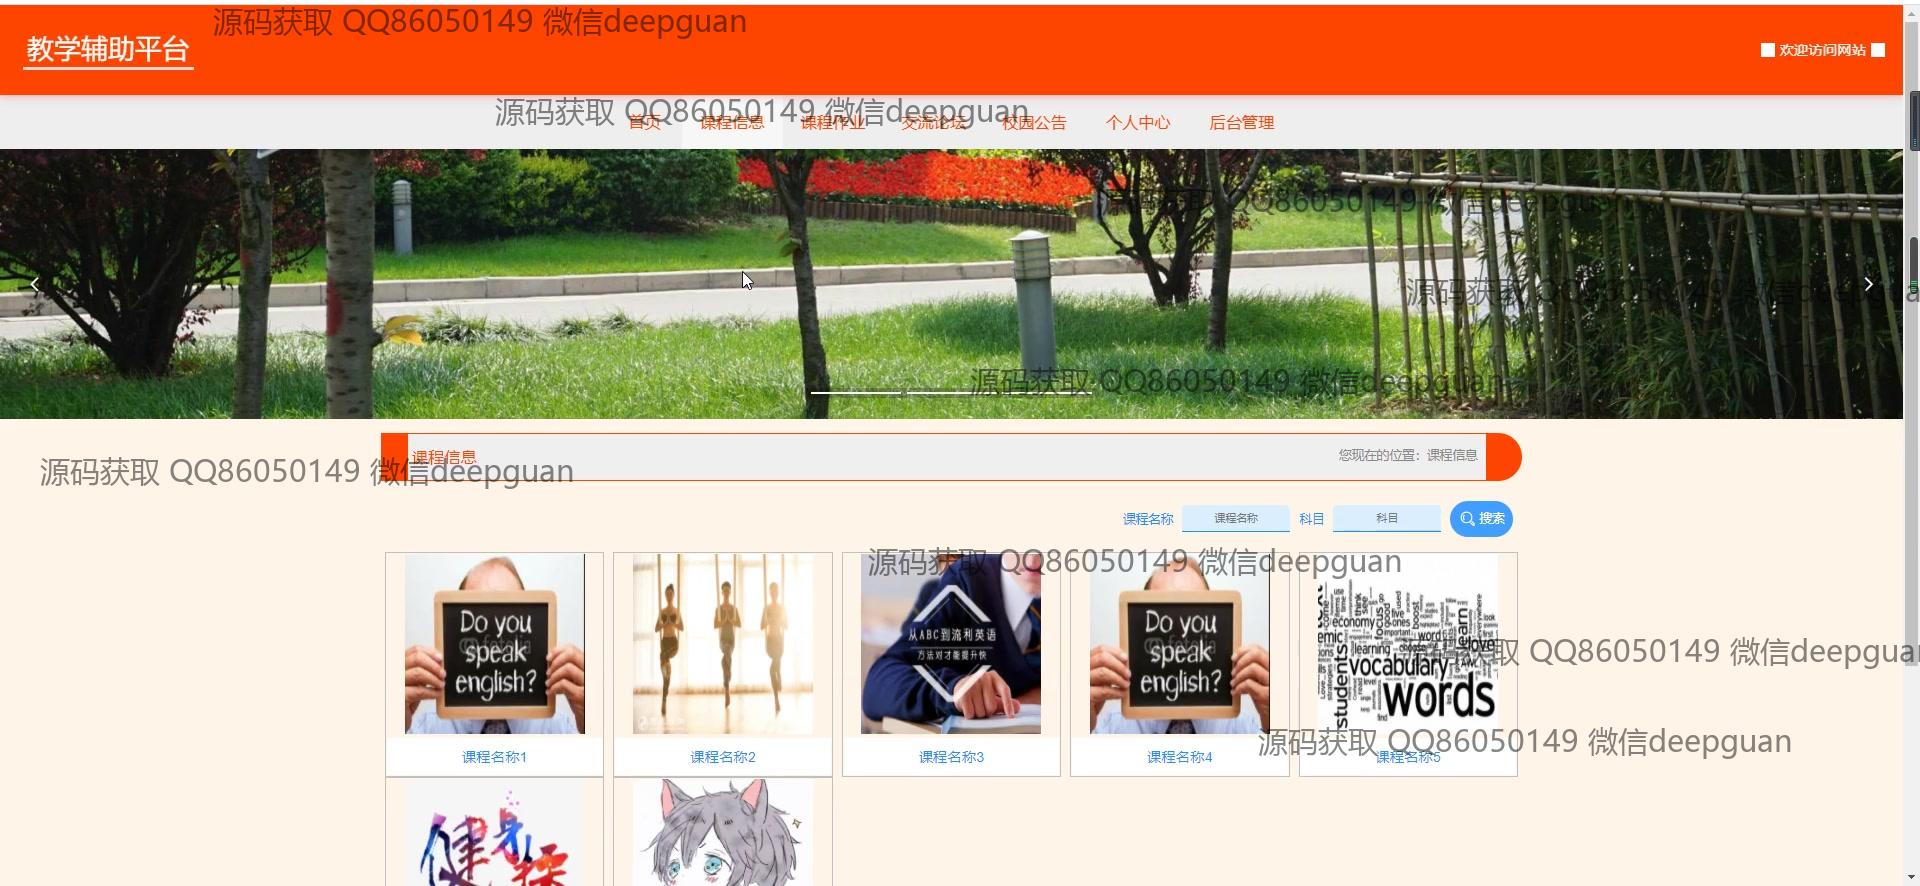 源码获取 QQ86050149 微信deepguan
教学辅助平台
欢迎访问网站
源码获取 QQ86050149 微信deepguan
首页 课程信息 课程作业 交流论坛 校园公告 个人中心 后台管理
源码获取 QQ86050149 微信deepguan
源码获取 QQ86050149 微信deepgua
源码获取 QQ86050149 微信deepguan
课程信息
您现在的位置：课程信息
源码获取 QQ86050149 微信deepguan
课程名称 课程名称 科目 科目 搜索
源码获取 QQ86050149 微信deepguan
Do you
speak
english?
从ABC到流利英语
方法对才能提升快
Do you
speak
english?
economy
learning
vocabulary
words
students
learn
love
源码获取 QQ86050149 微信deepguan
源码获取 QQ86050149 微信deepguan
课程名称1 课程名称2 课程名称3 课程名称4 课程名称5
健身操